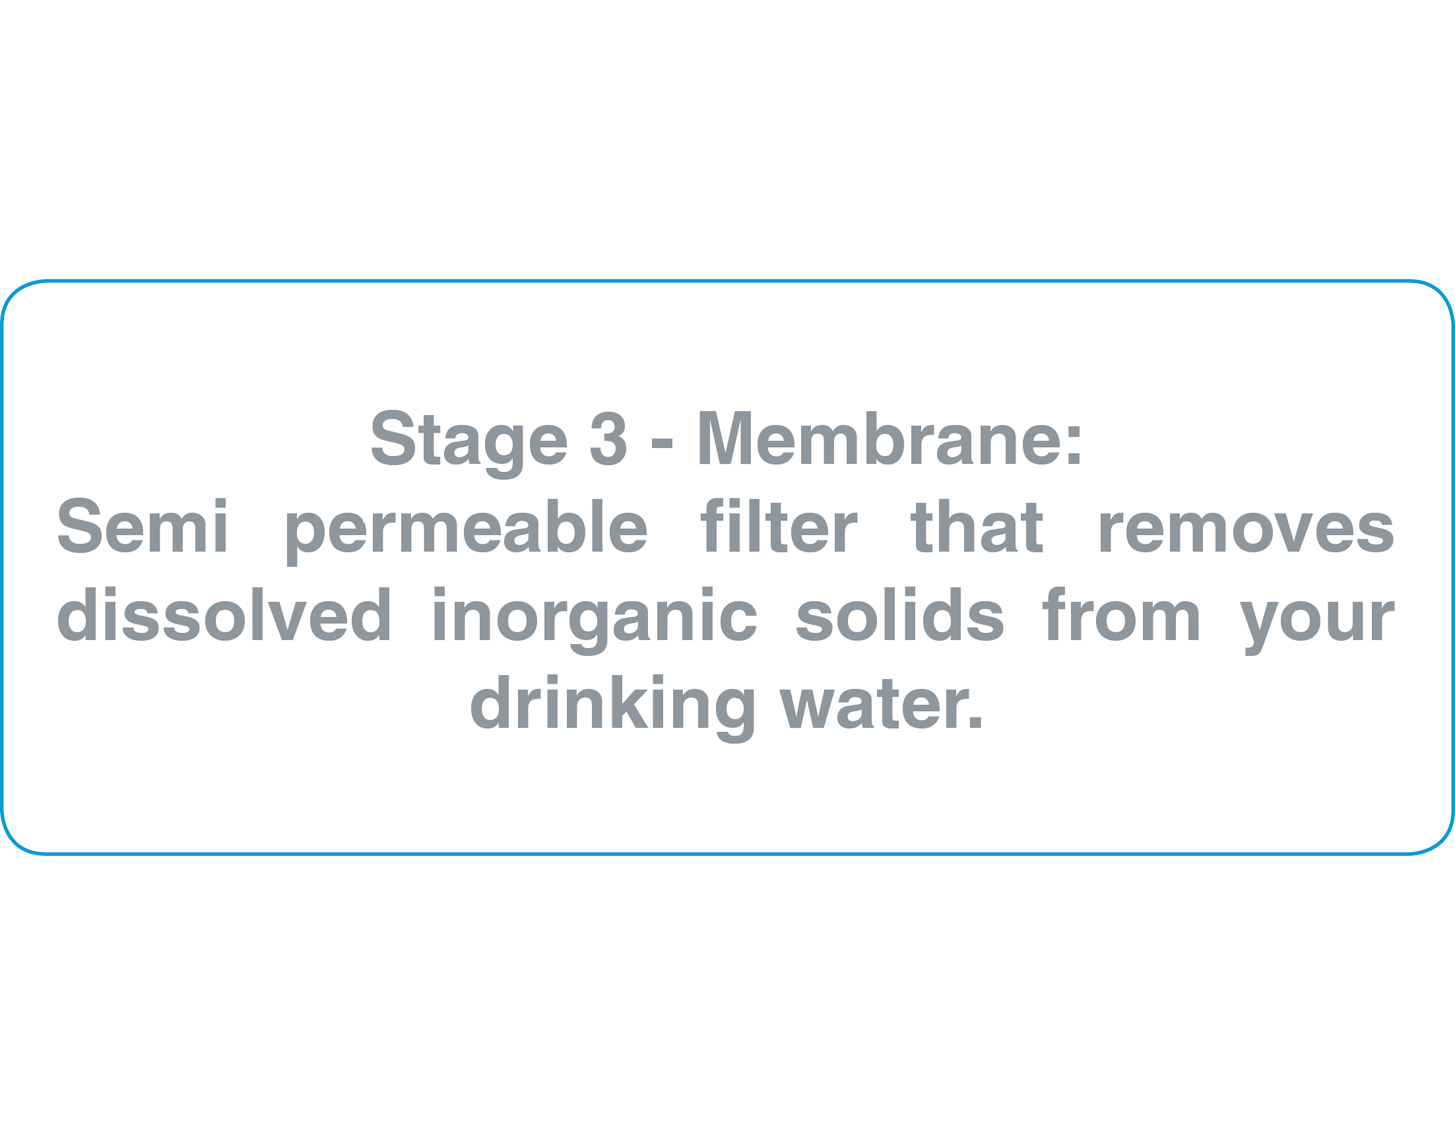 Stage 3 - Membrane:
Semi permeable filter that removes
dissolved inorganic solids from your
drinking water.